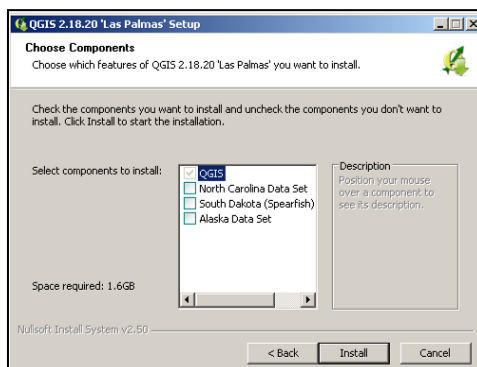 QGIS 2.18.20 'Las Palmas' Setup
Choose Components
Choose which features of QGIS 2.18.20 'Las Palmas' you want to install.
Check the components you want to install and uncheck the components you don't want to
install. Click Install to start the installation.
Select components to install:
QGIS
North Carolina Data Set
South Dakota (Spearfish)
Alaska Data Set
Description
Position your mouse
over a component to
see its description.
Space required: 1.6GB
Nullsoft Install System v2.50
< Back
Install
Cancel